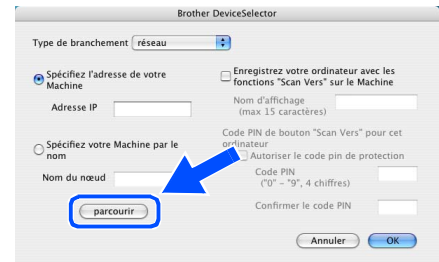 Brother DeviceSelector
Type de branchement réseau
Spécifiez l'adresse de votre
Machine
Adresse IP
Spécifiez votre Machine par le
nom
Nom du nœud
parcourir
Enregistrez votre ordinateur avec les
fonctions "Scan Vers" sur le Machine
Nom d'affichage
(max 15 caractères)
Code PIN de bouton "Scan Vers" pour cet
ordinateur
Autoriser le code pin de protection
Code PIN
("0" - "9", 4 chiffres)
Confirmer le code PIN
Annuler
OK